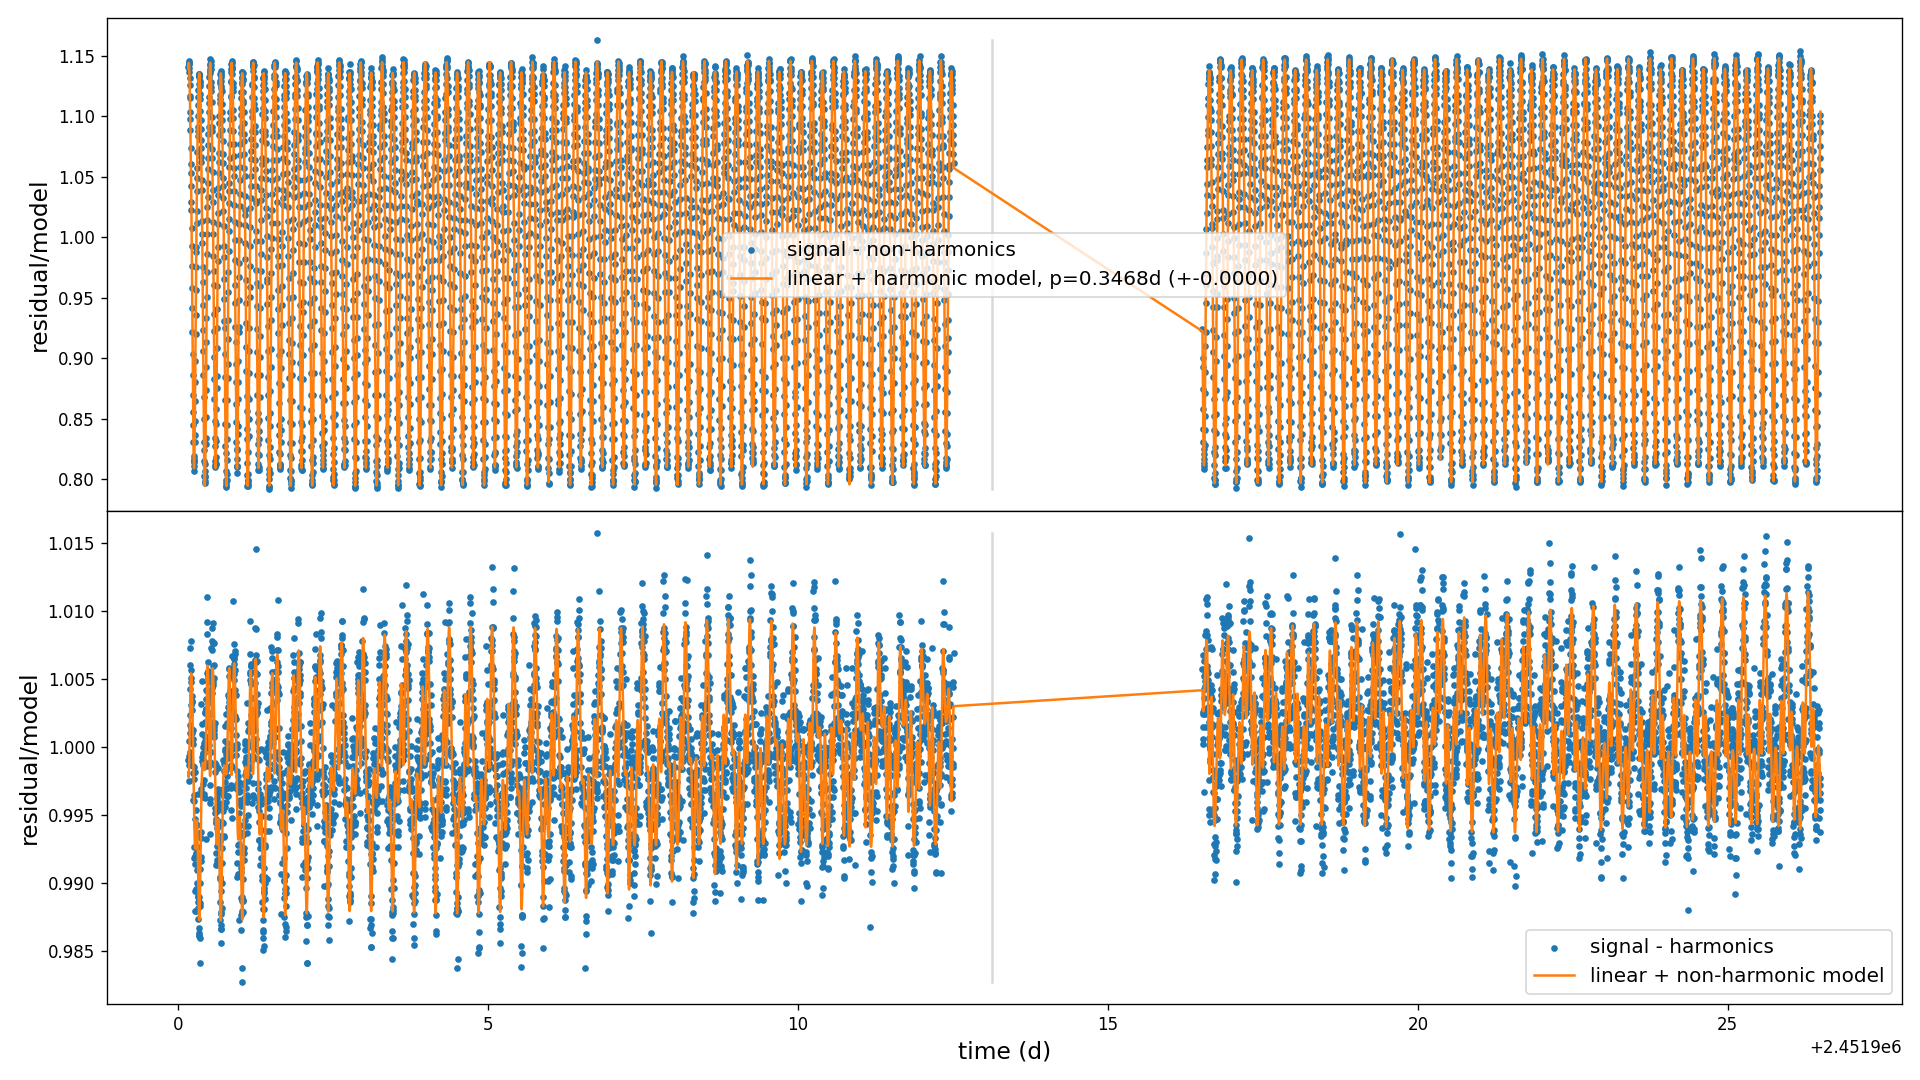 1.15
1.10
1.05
1.00
0.95
0.90
0.85
0.80
residual/model
signal - non-harmonics
linear + harmonic model, p=0.3468d (+-0.0000)
1.015
1.010
1.005
1.000
0.995
0.990
0.985
residual/model
signal - harmonics
linear + non-harmonic model
0 5 10 15 20 25
time (d)
+2.4519e6